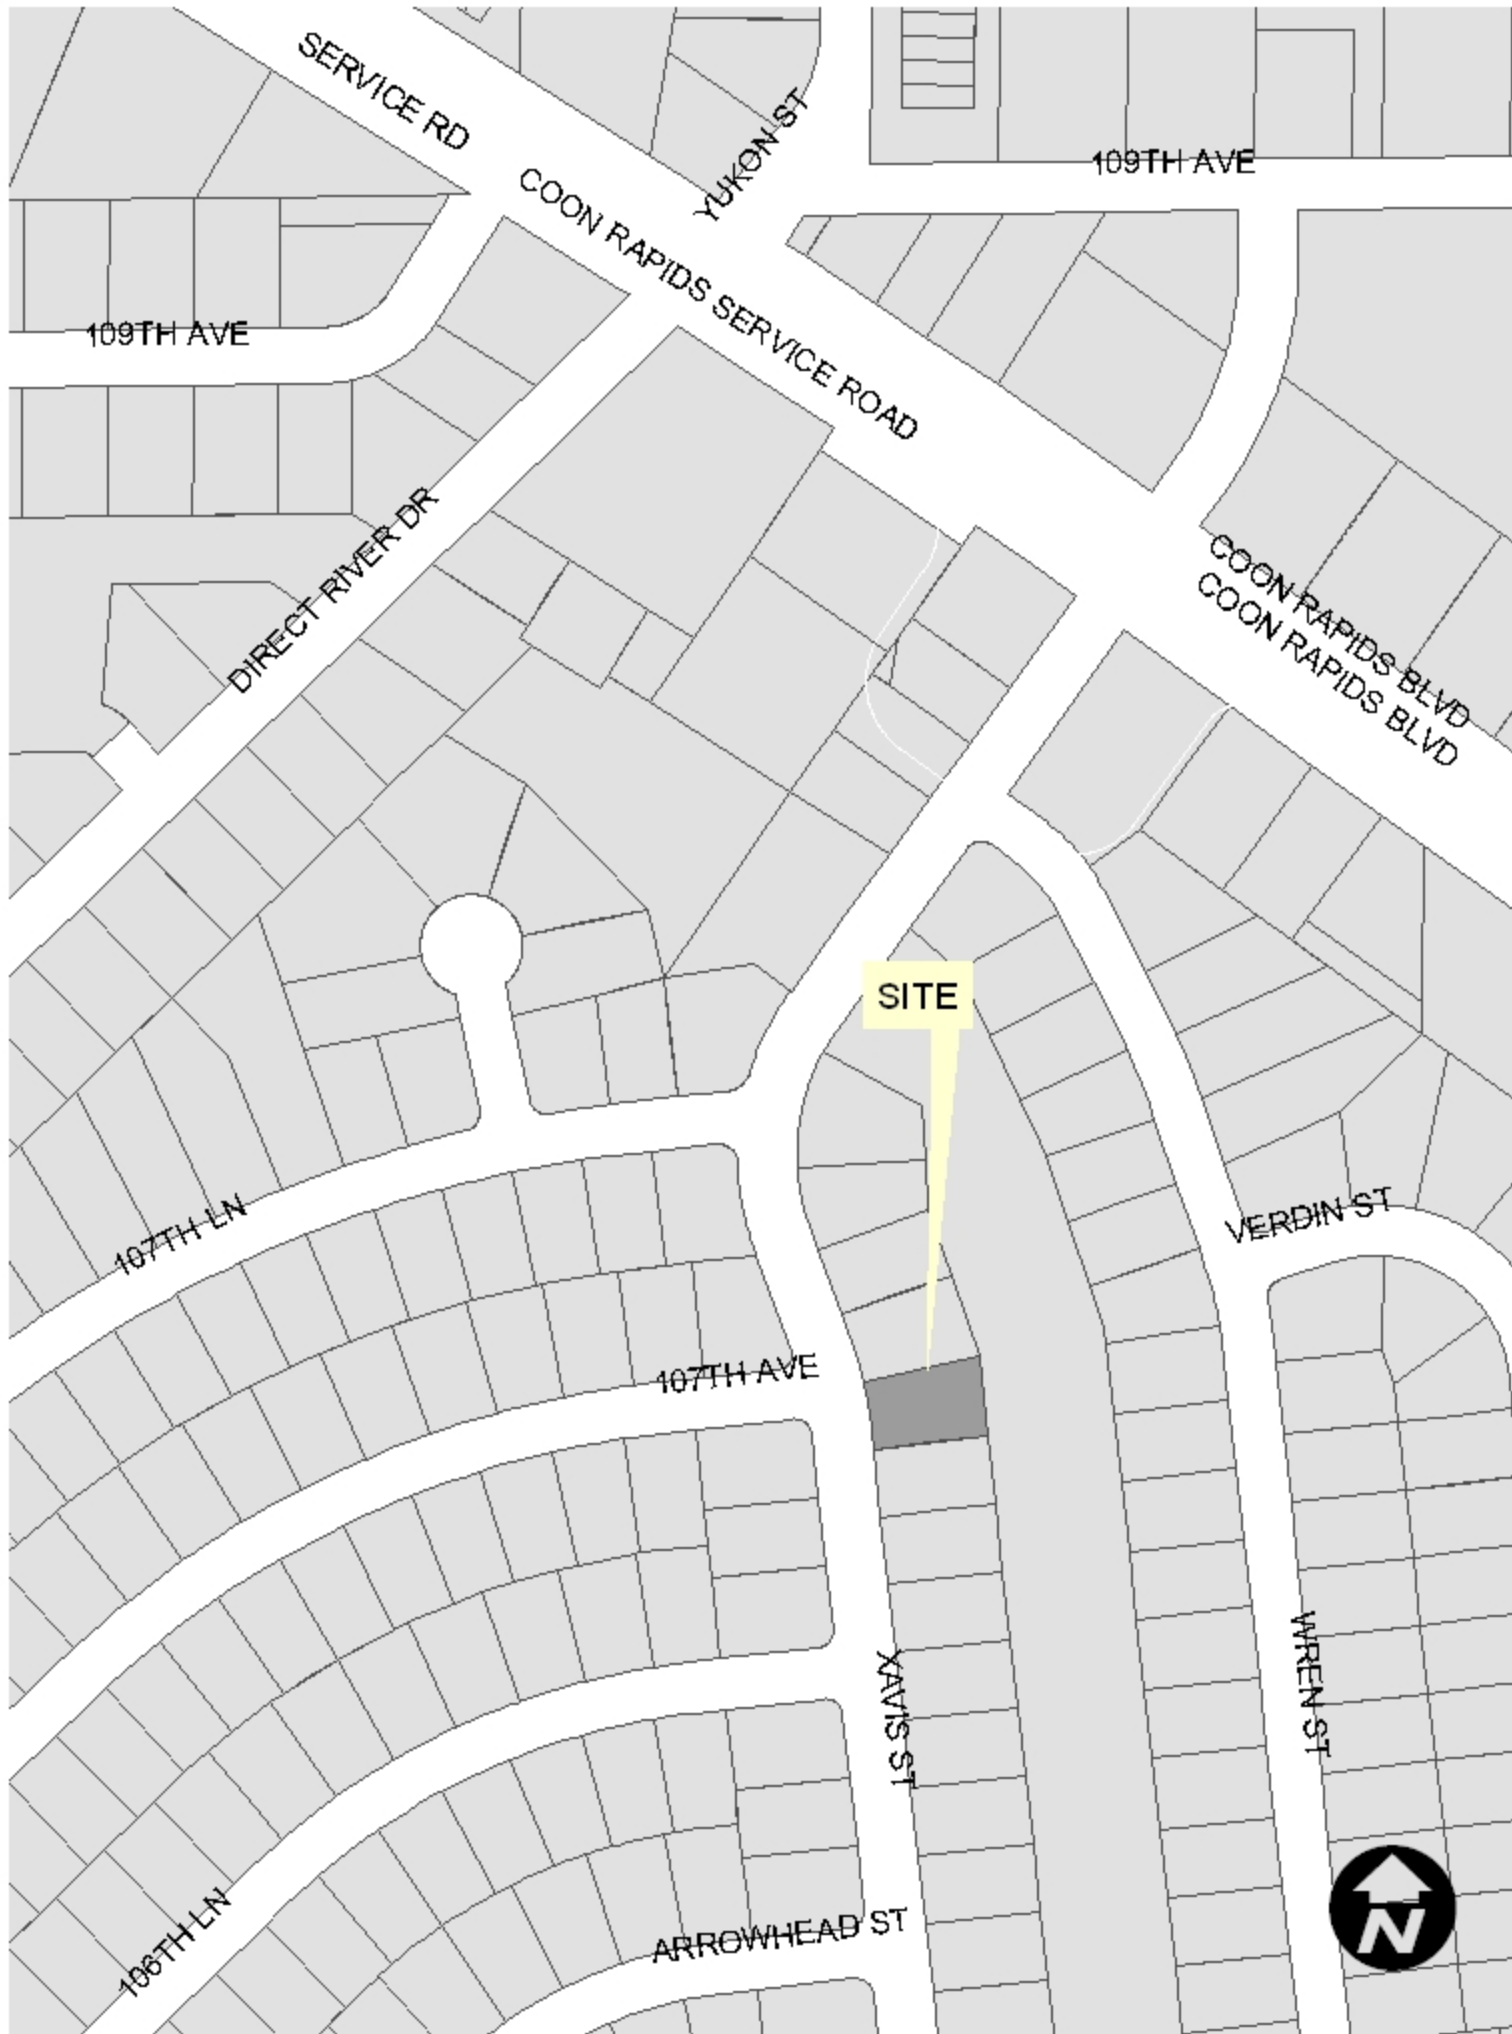 SERVICE RD
YUKON ST
109TH AVE
COON RAPIDS SERVICE ROAD
109TH AVE
DIRECT RIVER DR
COON RAPIDS BLVD
COON RAPIDS BLVD
SITE
107TH LN
VERDIN ST
107TH AVE
XAVIS ST
WREN ST
106TH LN
ARROWHEAD ST
N